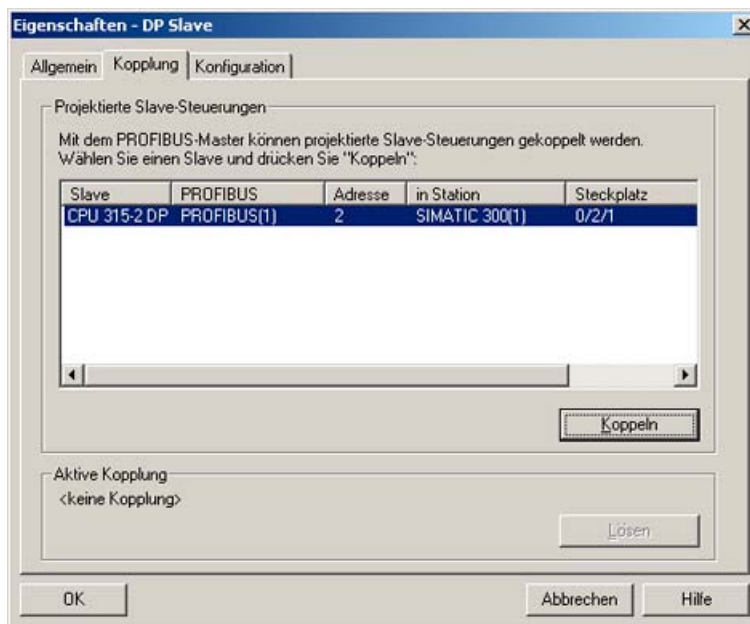 Eigenschaften - DP Slave
Allgemein Kopplung Konfiguration
Projektierte Slave-Steuerungen
Mit dem PROFIBUS-Master können projektierte Slave-Steuerungen gekoppelt werden.
Wählen Sie einen Slave und drücken Sie "Koppeln":
Slave PROFIBUS Adresse in Station Steckplatz
CPU 315-2 DP PROFIBUS(1) 2 SIMATIC 300(1) 0/2/1
Koppeln
Aktive Kopplung
<keine Kopplung>
Lösen
OK Abbrechen Hilfe